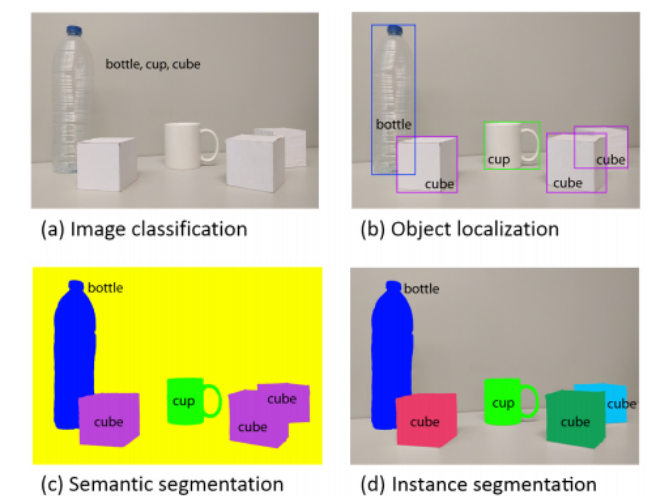 bottle, cup, cube
bottle
cup
cube
cube
cube
(a) Image classification
(b) Object localization
bottle
cup
cube
cube
cube
bottle
cup
cube
cube
cube
(c) Semantic segmentation
(d) Instance segmentation